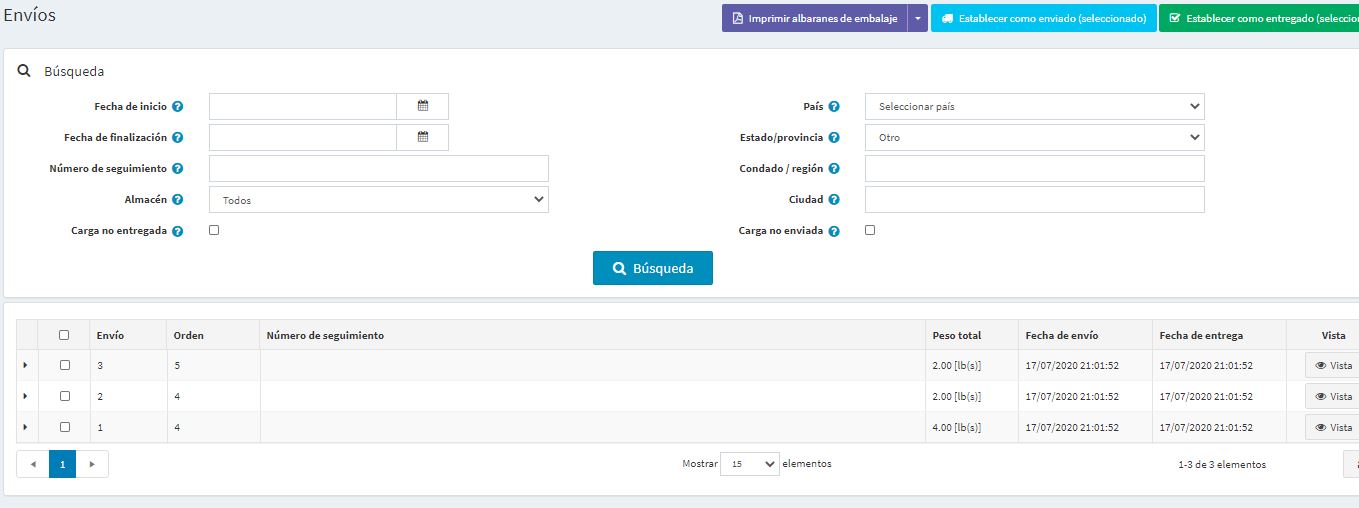 Envíos
Imprimir albaranes de embalaje
Establecer como enviado (seleccionado)
Establecer como entregado (seleccio
Búsqueda
Fecha de inicio
País
Seleccionar país
Fecha de finalización
Estado/provincia
Otro
Número de seguimiento
Condado / región
Almacén
Todos
Ciudad
Carga no entregada
Carga no enviada
Búsqueda
Envío Orden Número de seguimiento Peso total Fecha de envío Fecha de entrega Vista
3 5 2.00 [lb(s)] 17/07/2020 21:01:52 17/07/2020 21:01:52 Vista
2 4 2.00 [lb(s)] 17/07/2020 21:01:52 17/07/2020 21:01:52 Vista
1 4 4.00 [lb(s)] 17/07/2020 21:01:52 17/07/2020 21:01:52 Vista
1
Mostrar 15 elementos
1-3 de 3 elementos